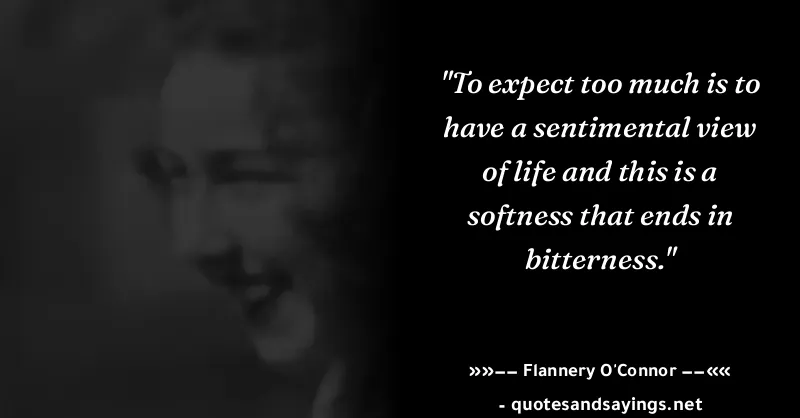 "To expect too much is to
have a sentimental view
of life and this is a
softness that ends in
bitterness."
»»−− Flannery O'Connor −−««
- quotesandsayings.net